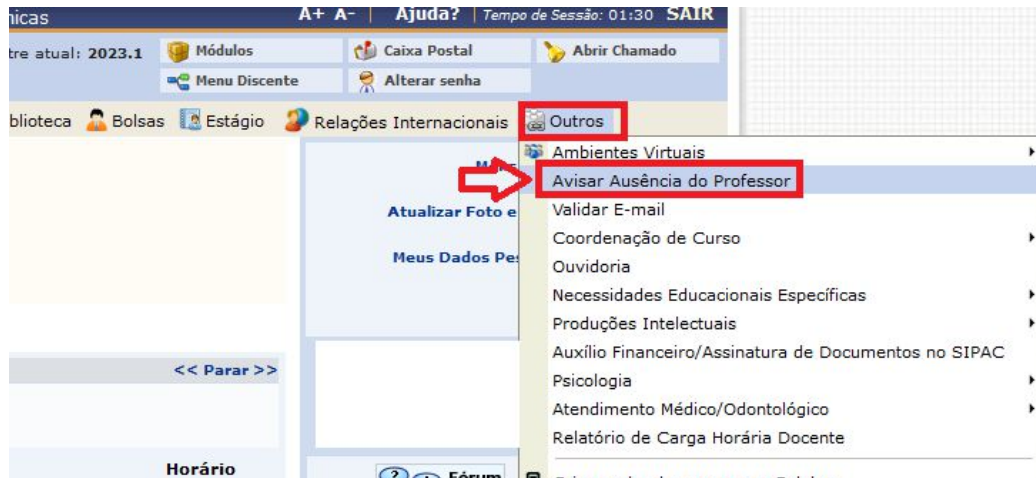 nicas A+ A- | Ajuda? | Tempo de Sessão: 01:30 SAIR
tre atual: 2023.1 Módulos Caixa Postal Abrir Chamado
Menu Discente Alterar senha
blioteca Bolsas Estágio Relações Internacionais Outros
Ambientes Virtuais
Avisar Ausência do Professor
Atualizar Foto e Validar E-mail
Coordenação de Curso
Meus Dados Pes Ouvidoria
Necessidades Educacionais Específicas
Produções Intelectuais
Auxílio Financeiro/Assinatura de Documentos no SIPAC
<< Parar >> Psicologia
Atendimento Médico/Odontológico
Relatório de Carga Horária Docente
Horário Fórum